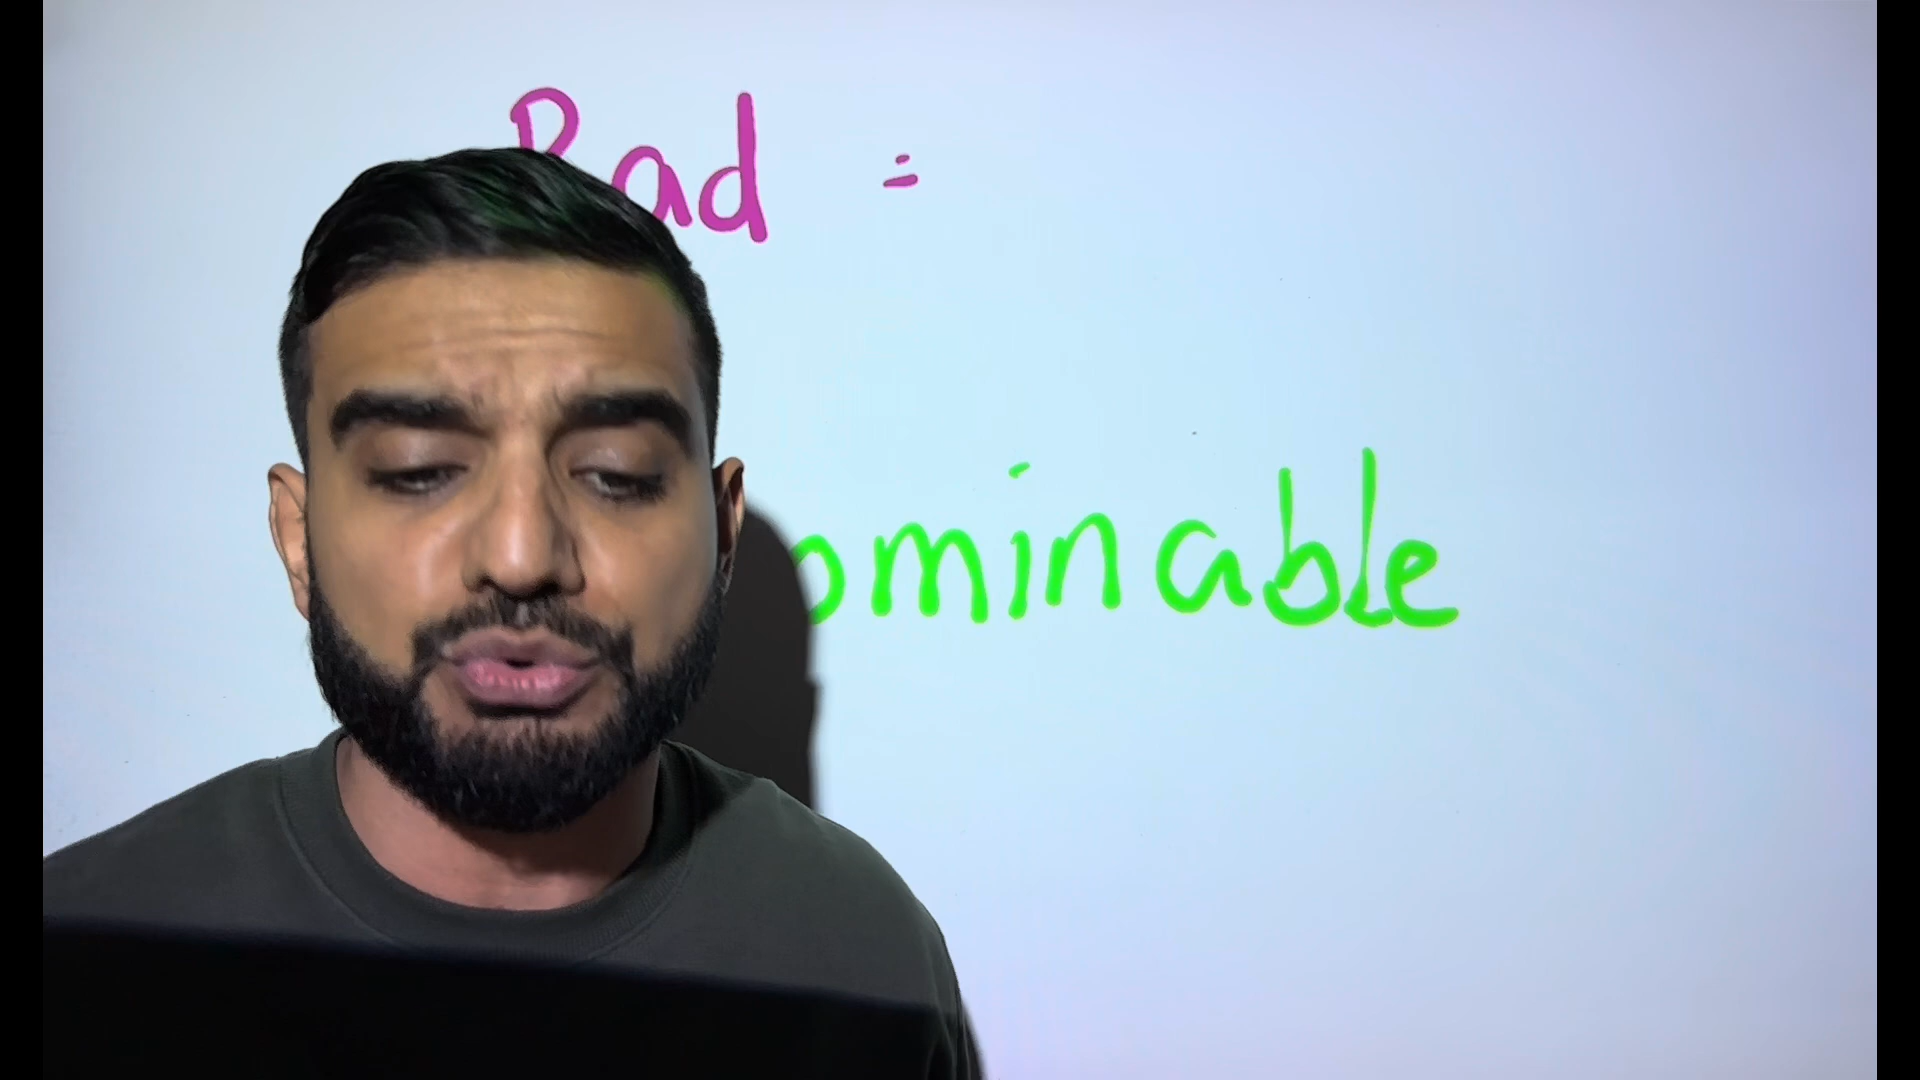 Bad =
ominable